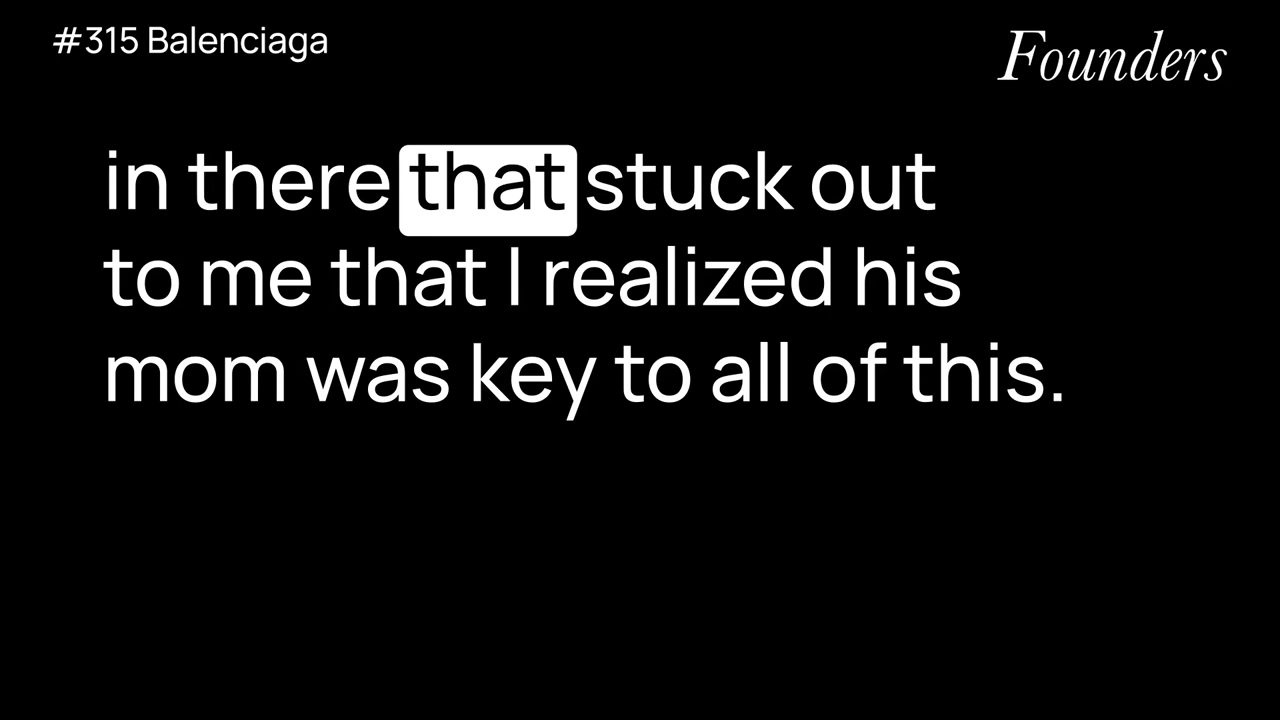 #315 Balenciaga
Founders
in there that stuck out
to me that I realized his
mom was key to all of this.